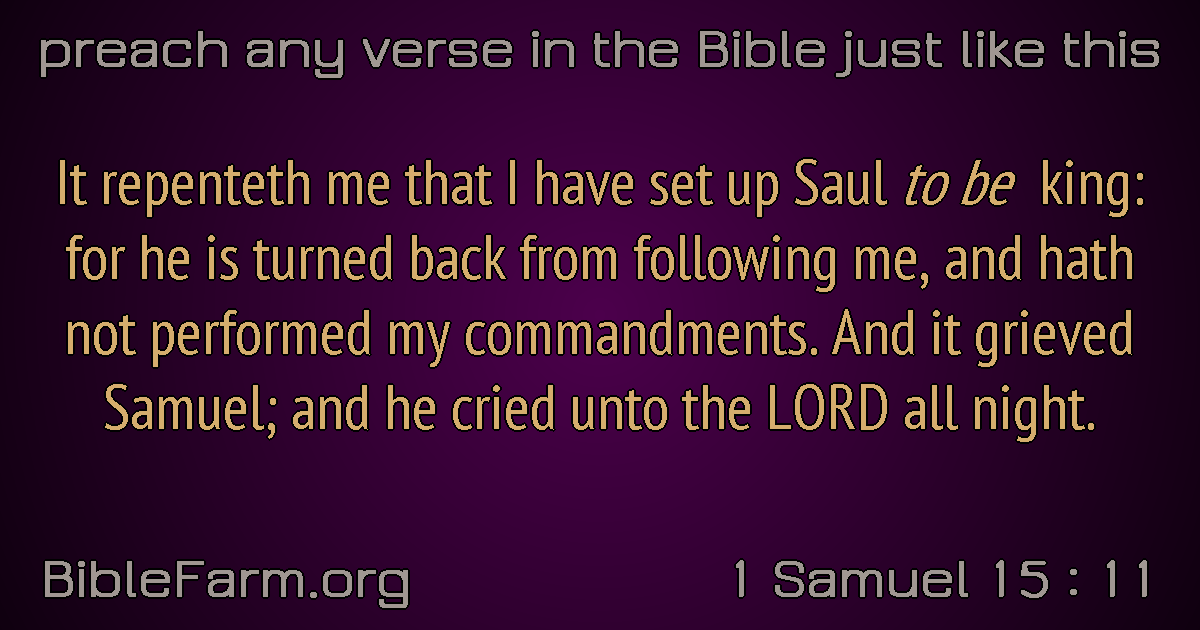 preach any verse in the Bible just like this
It repenteth me that I have set up Saul to be king:
for he is turned back from following me, and hath
not performed my commandments. And it grieved
Samuel; and he cried unto the LORD all night.
BibleFarm.org
1 Samuel 15 : 11